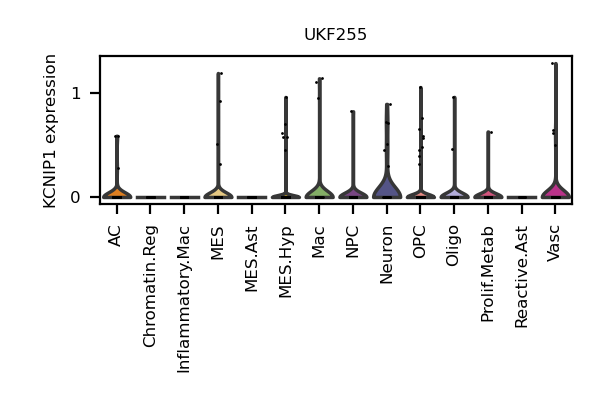 UKF255
KCNIP1 expression
1
0
AC
Chromatin.Reg
Inflammatory.Mac
MES
MES.Ast
MES.Hyp
Mac
NPC
Neuron
OPC
Oligo
Prolif.Metab
Reactive.Ast
Vasc